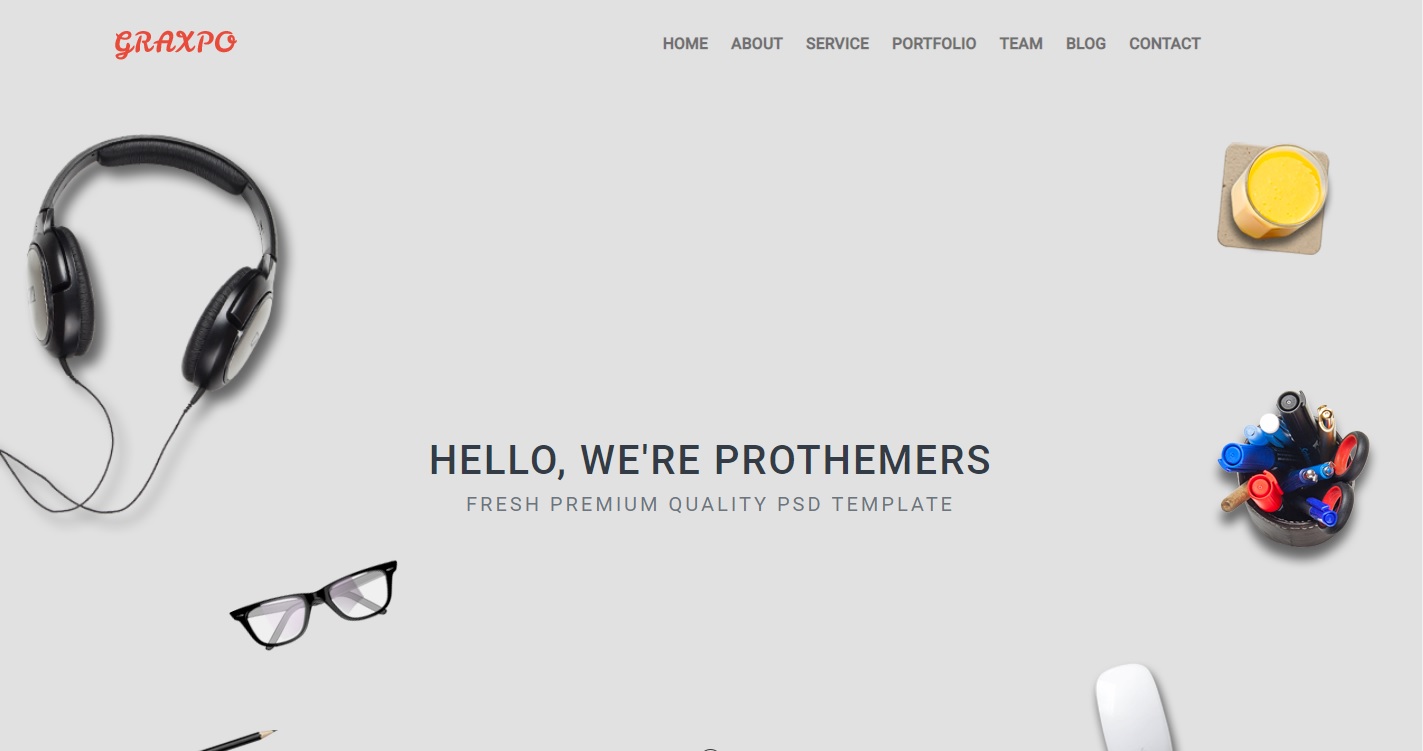 GRAXPO
HOME ABOUT SERVICE PORTFOLIO TEAM BLOG CONTACT
HELLO, WE'RE PROTHEMERS
FRESH PREMIUM QUALITY PSD TEMPLATE